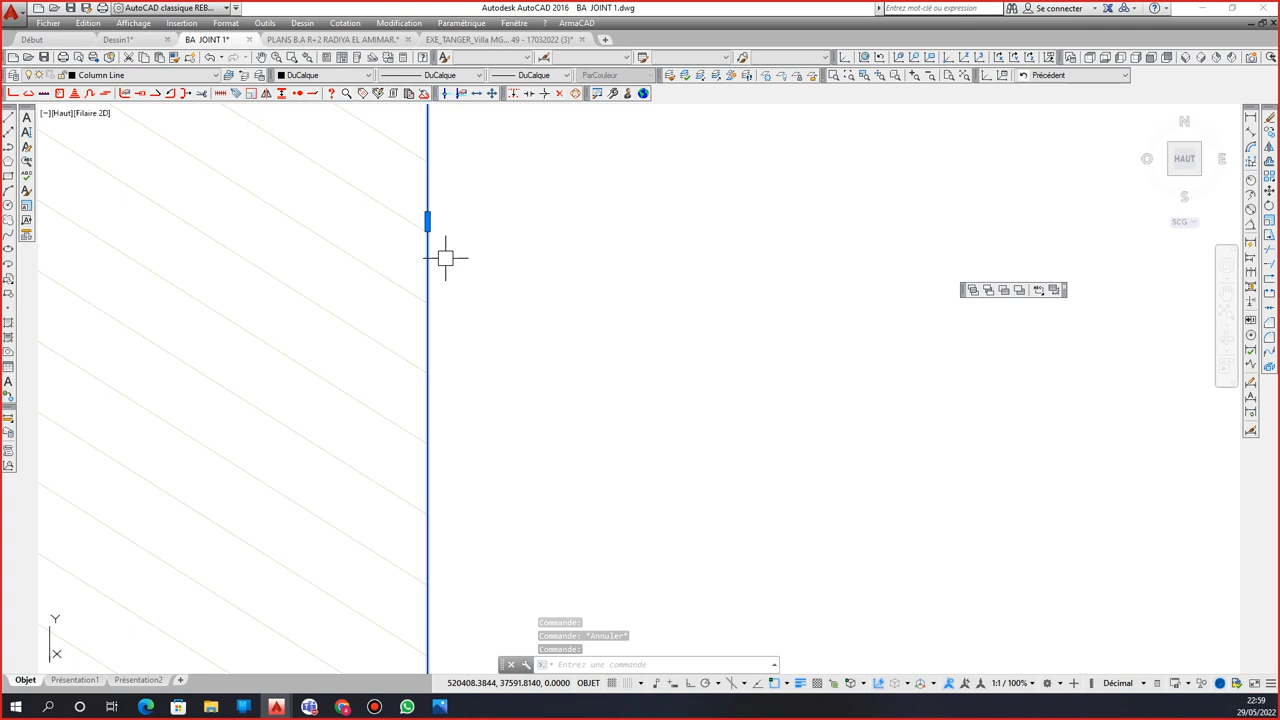 AutoCAD classique REB...
Autodesk AutoCAD 2016 BA JOINT 1.dwg
Entrez mot-clé ou expression
Se connecter
Fichier Edition Affichage Insertion Format Outils Dessin Cotation Modification Paramétrique Fenêtre ? ArmaCAD
Début Dessin1* BA JOINT 1* PLANS B.A R+2 RADIYA EL AMIMAR.* EXE_TANGER_Villa MG... 49 - 17032022 (3)*
Column Line DuCalque DuCalque DuCalque ParCouleur Précédent
[−][Haut][Filaire 2D]
N
O HAUT E
S
SCG
Y
X
Commande:
Commande: *Annuler*
Commande:
Entrez une commande
Objet Présentation1 Présentation2 +
520408.3844, 37591.8140, 0.0000 OBJET 1:1 / 100% Décimal
22:59
29/05/2022